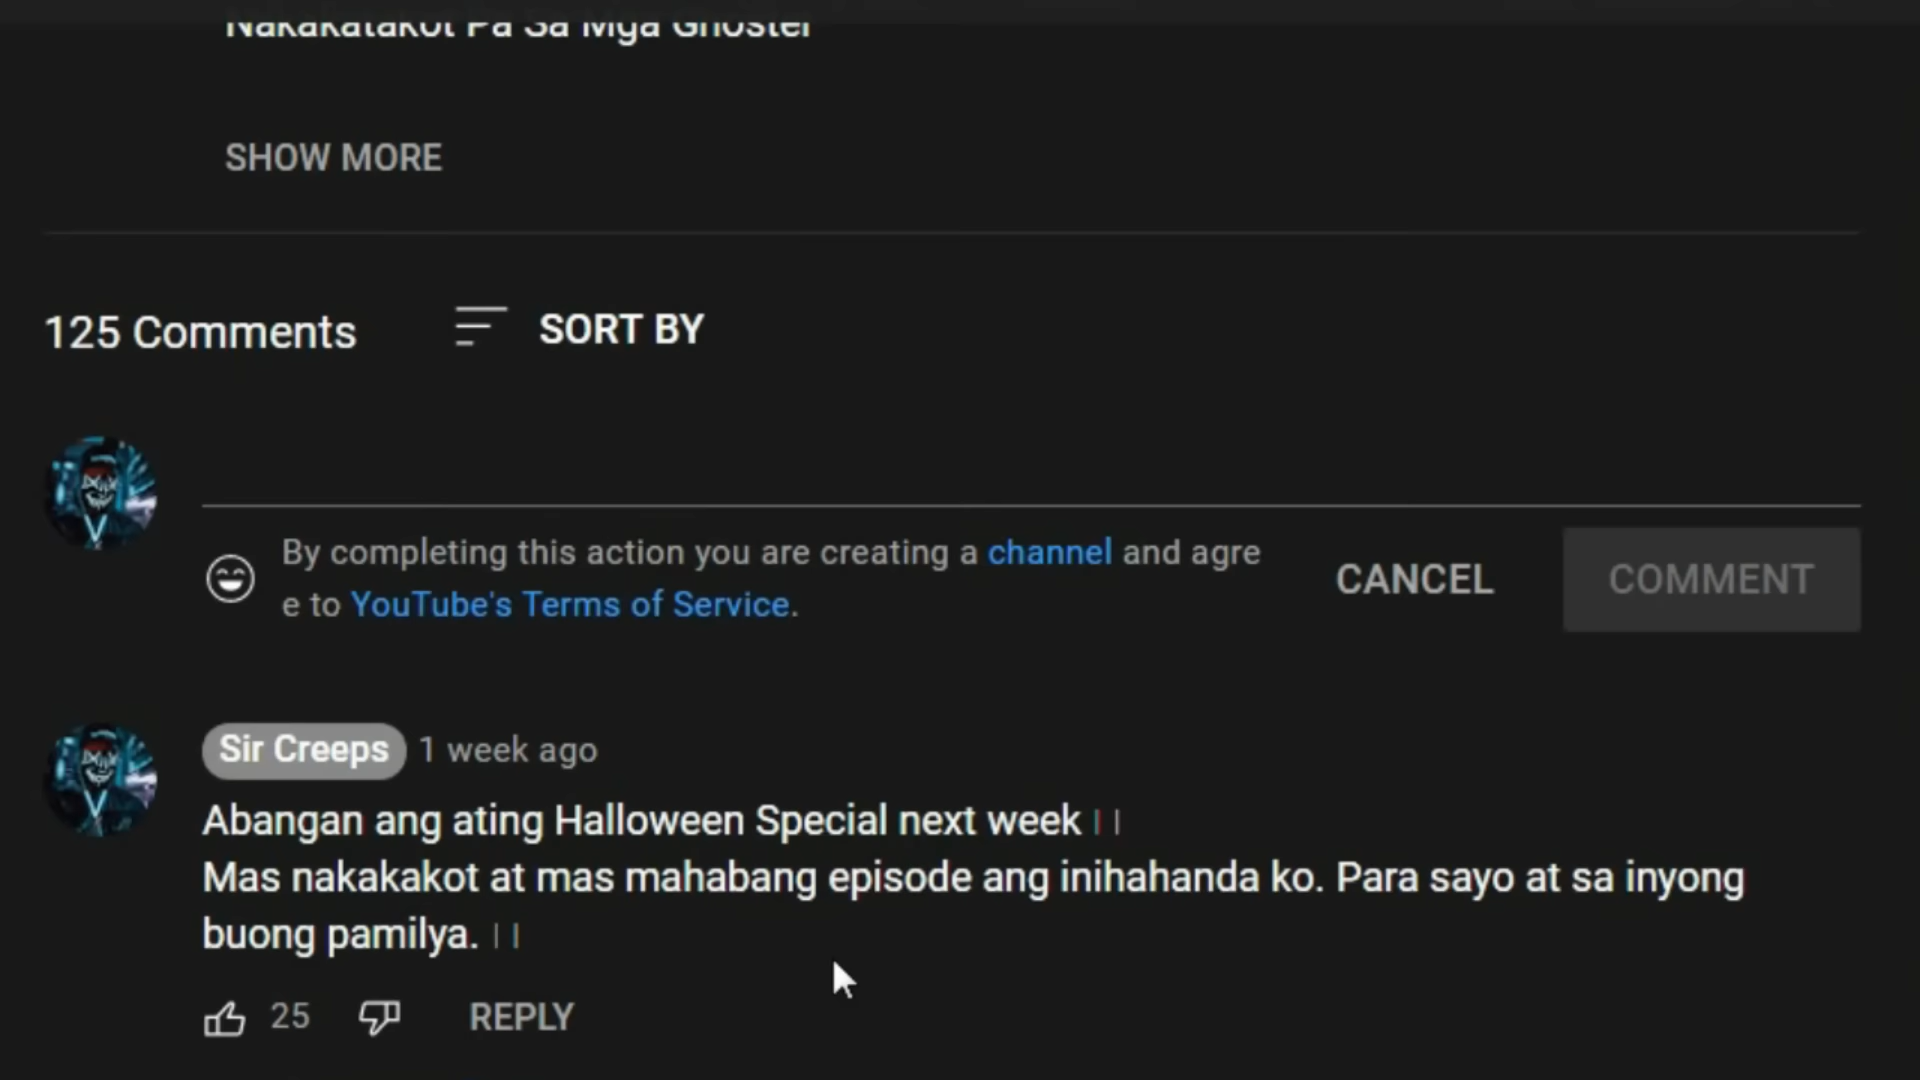 Nakakatakot Pa Sa Mga Ghoster
SHOW MORE
125 Comments
SORT BY
By completing this action you are creating a channel and agre
e to YouTube's Terms of Service.
CANCEL
COMMENT
Sir Creeps 1 week ago
Abangan ang ating Halloween Special next week
Mas nakakakot at mas mahabang episode ang inihahanda ko. Para sayo at sa inyong
buong pamilya.
25
REPLY